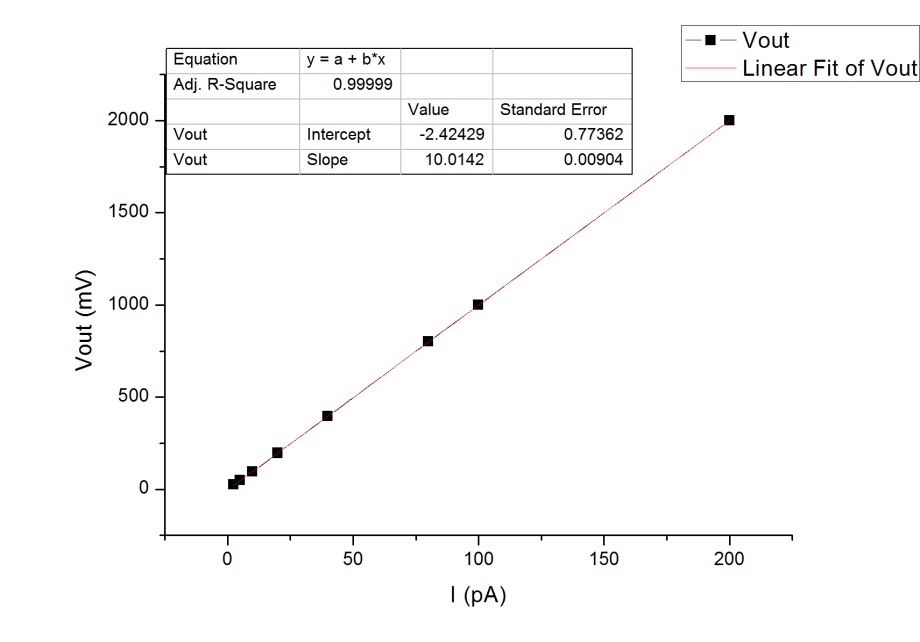 Vout
Linear Fit of Vout
Equation y = a + b*x
Adj. R-Square 0.99999
Value Standard Error
Vout Intercept -2.42429 0.77362
Vout Slope 10.0142 0.00904
2000
1500
1000
500
0
Vout (mV)
0 50 100 150 200
I (pA)